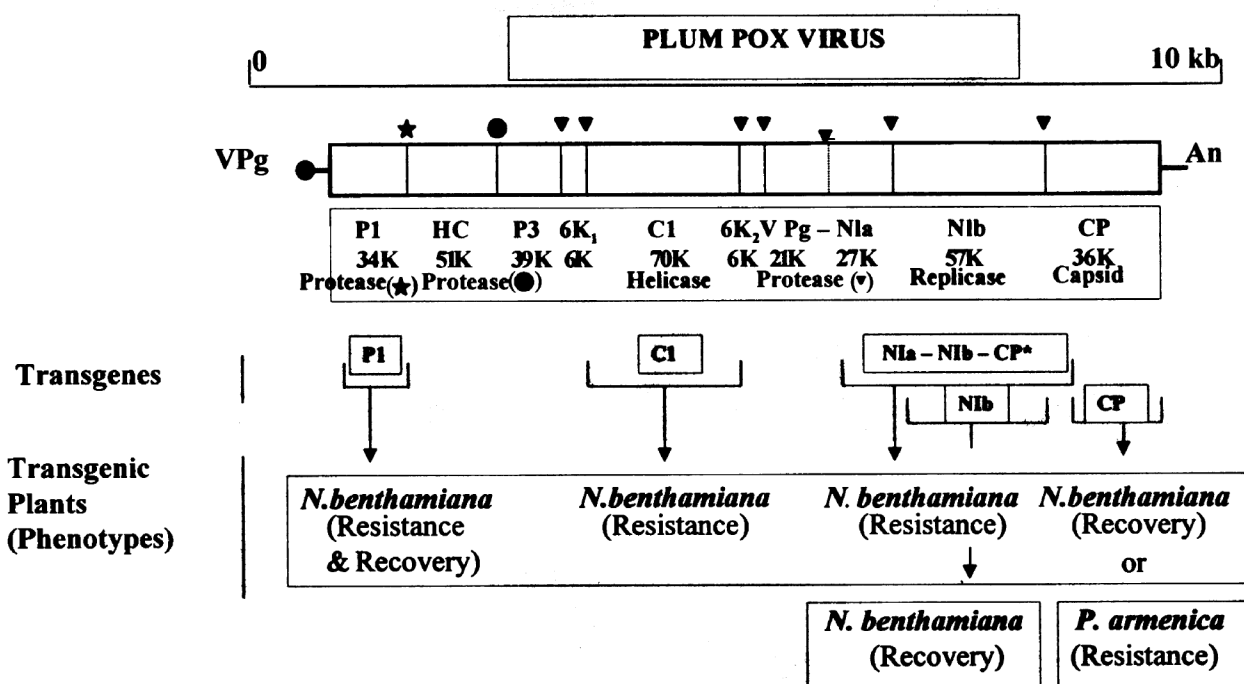 PLUM POX VIRUS
0 10 kb
VPg An
P1 HC P3 6K₁ C1 6K₂ V Pg – NIa NIb CP
34K 51K 39K 6K 70K 6K 21K 27K 57K 36K
Protease(★) Protease(●) Helicase Protease (▼) Replicase Capsid
Transgenes
P1 C1 NIa – NIb – CP*
NIb CP
Transgenic
Plants
(Phenotypes)
N.benthamiana N.benthamiana N. benthamiana N.benthamiana
(Resistance (Resistance) (Resistance) (Recovery)
& Recovery) or
N. benthamiana P. armenica
(Recovery) (Resistance)